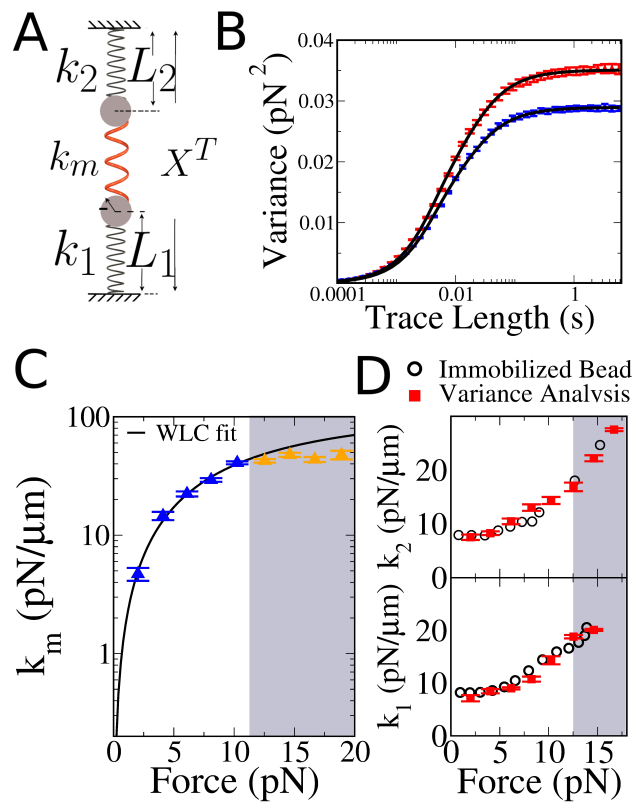 A
k2
L2
km
X^T
k1
L1
B
Variance (pN²)
0.04
0.03
0.02
0.01
0.0001
0.01
1
Trace Length (s)
C
WLC fit
km (pN/μm)
100
10
1
0
5
10
15
20
Force (pN)
D
Immobilized Bead
Variance Analysis
k2 (pN/μm)
20
10
0
k1 (pN/μm)
20
10
0
0
5
10
15
Force (pN)